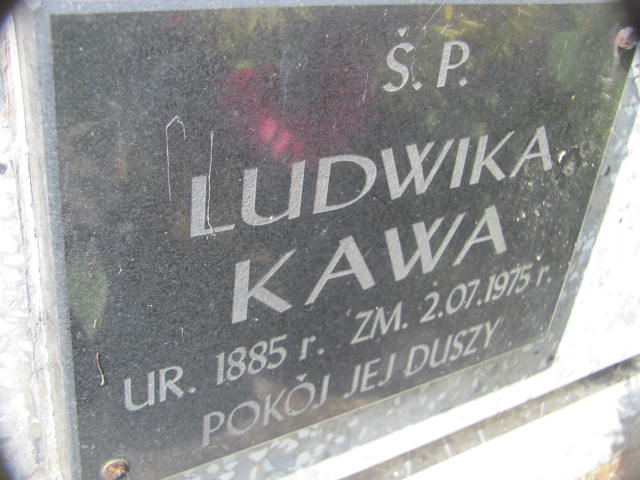 Ś.P.
LUDWIKA
KAWA
UR. 1885 r. ZM. 2.07.1975 r.
POKÓJ JEJ DUSZY